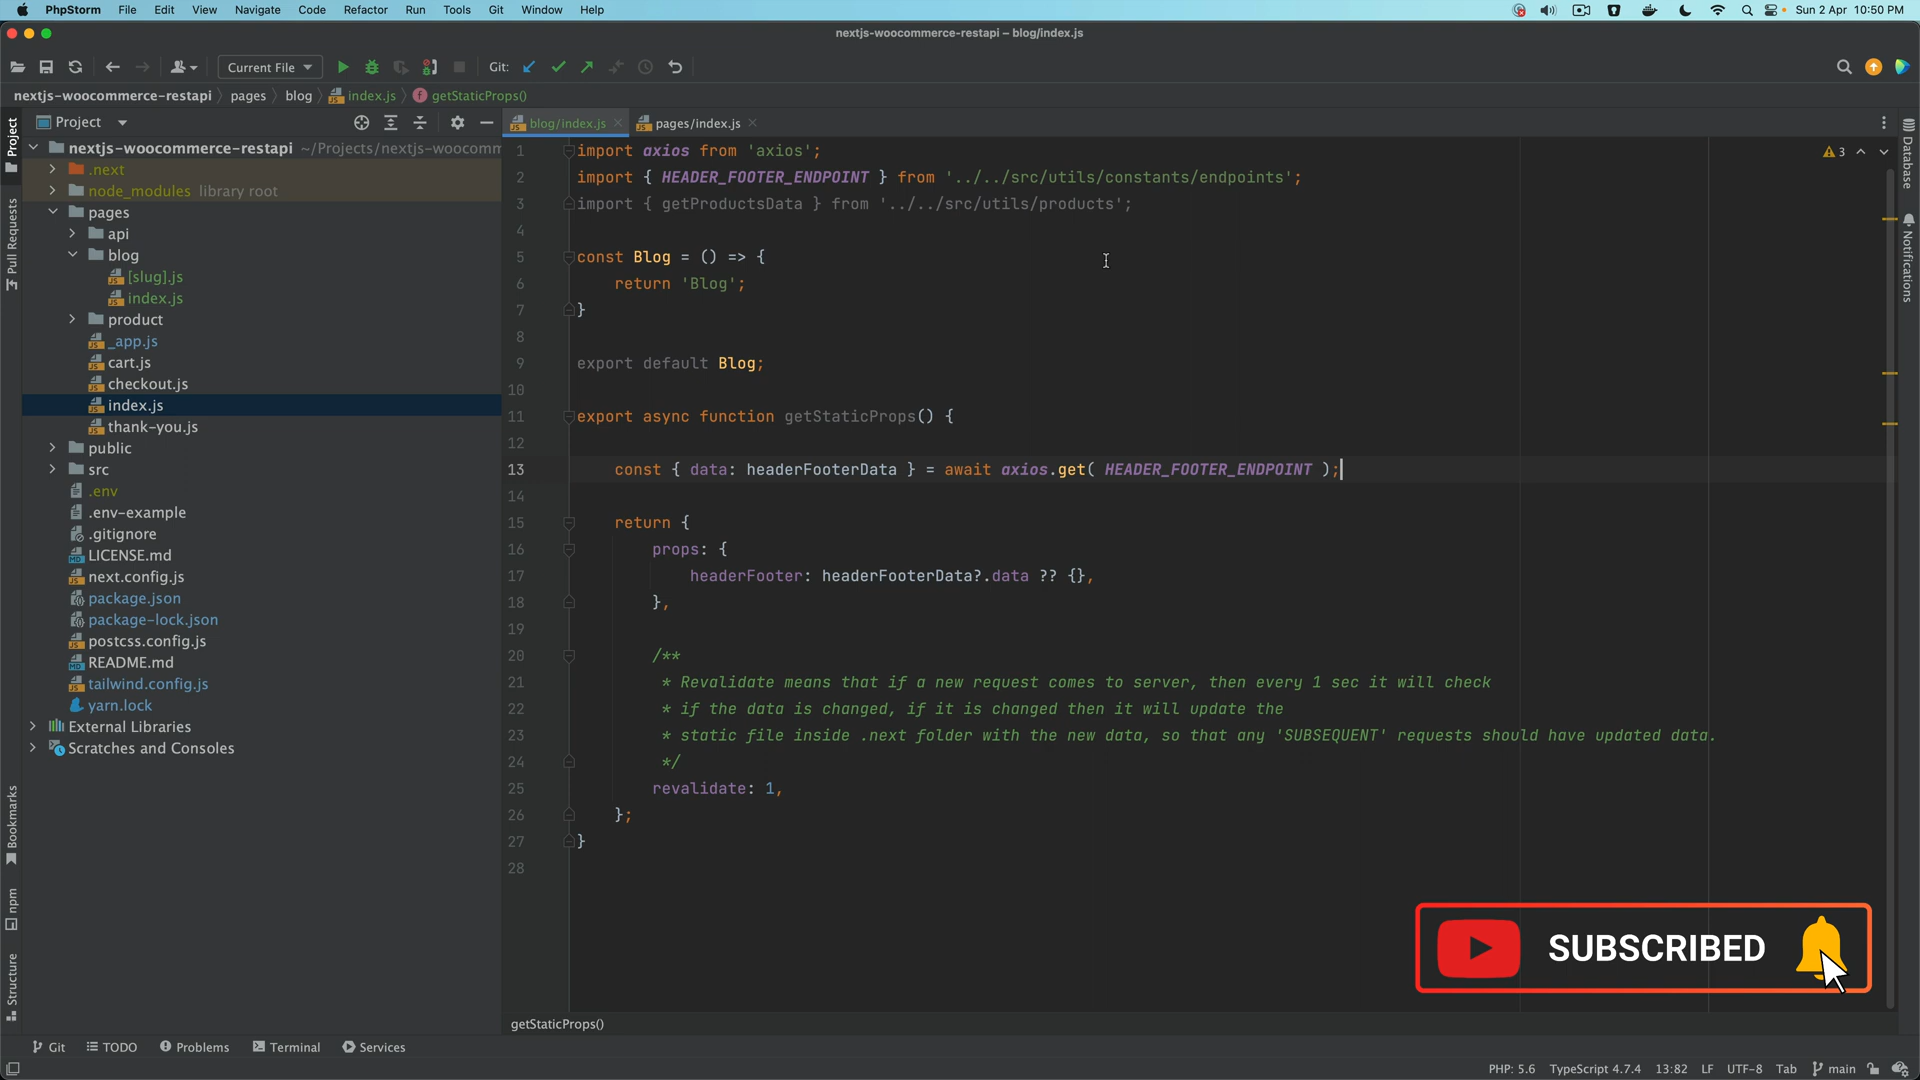 PhpStorm File Edit View Navigate Code Refactor Run Tools Git Window Help Sun 2 Apr 10:50 PM
nextjs-woocommerce-restapi – blog/index.js
Current File Git:
nextjs-woocommerce-restapi pages blog index.js getStaticProps()
Project
blog/index.js pages/index.js
nextjs-woocommerce-restapi ~/Projects/nextjs-woocomm
.next
node_modules library root
pages
api
blog
[slug].js
index.js
product
_app.js
cart.js
checkout.js
index.js
thank-you.js
public
src
.env
.env-example
.gitignore
LICENSE.md
next.config.js
package.json
package-lock.json
postcss.config.js
README.md
tailwind.config.js
yarn.lock
External Libraries
Scratches and Consoles
Project
Pull Requests
Bookmarks
npm
Structure
1 import axios from 'axios';
2 import { HEADER_FOOTER_ENDPOINT } from '../../src/utils/constants/endpoints';
3 import { getProductsData } from '../../src/utils/products';
4
5 const Blog = () => {
6 return 'Blog';
7 }
8
9 export default Blog;
10
11 export async function getStaticProps() {
12
13 const { data: headerFooterData } = await axios.get( HEADER_FOOTER_ENDPOINT );
14
15 return {
16 props: {
17 headerFooter: headerFooterData?.data ?? {},
18 },
19
20 /**
21 * Revalidate means that if a new request comes to server, then every 1 sec it will check
22 * if the data is changed, if it is changed then it will update the
23 * static file inside .next folder with the new data, so that any 'SUBSEQUENT' requests should have updated data.
24 */
25 revalidate: 1,
26 };
27 }
28
3
Database
Notifications
SUBSCRIBED
getStaticProps()
Git TODO Problems Terminal Services
PHP: 5.6 TypeScript 4.7.4 13:82 LF UTF-8 Tab main